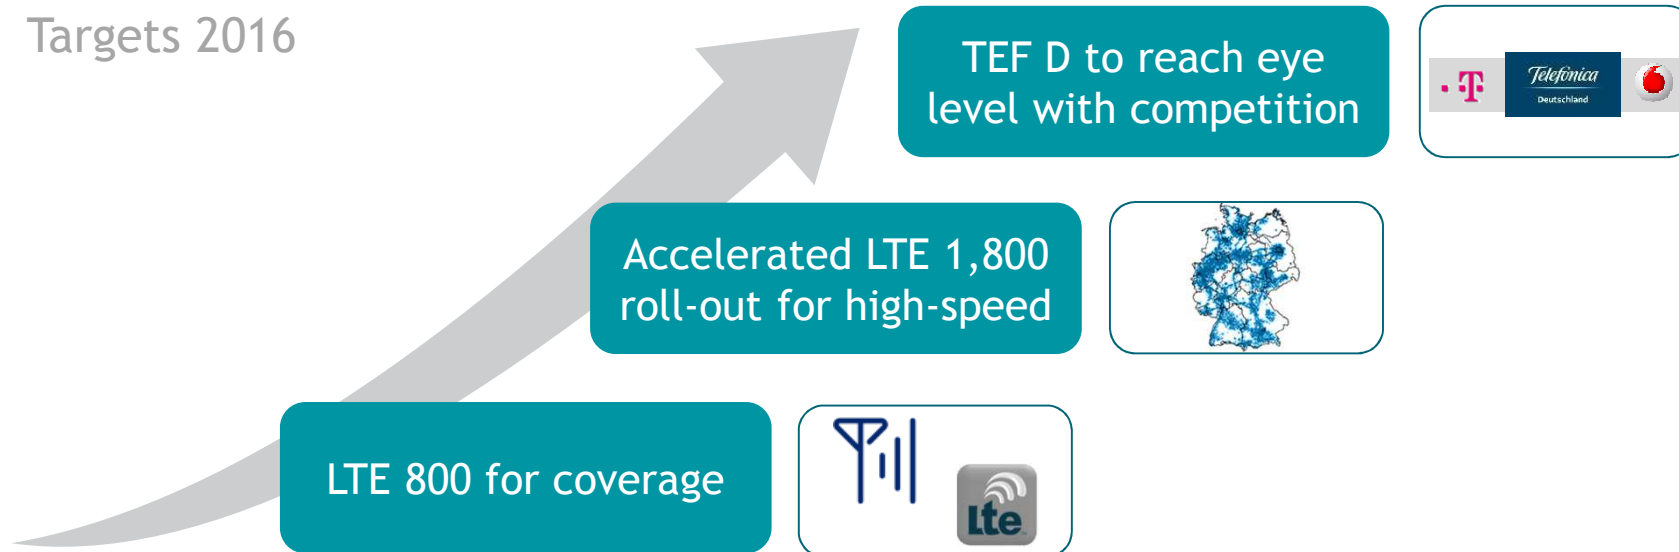 Targets 2016
TEF D to reach eye
level with competition
T
Telefónica
Deutschland
Accelerated LTE 1,800
roll-out for high-speed
LTE 800 for coverage
Lte